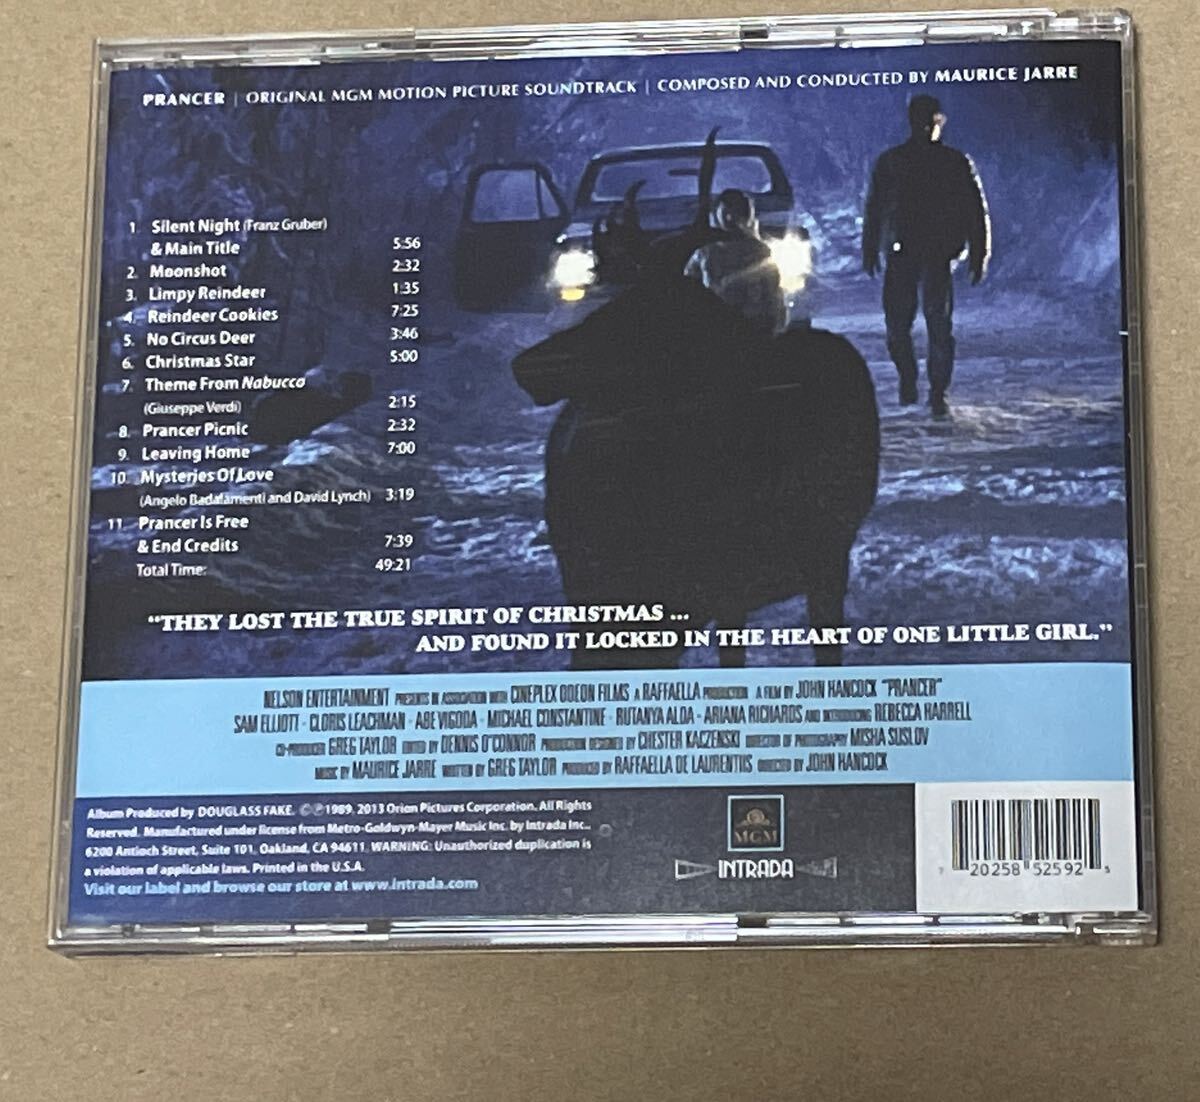 PRANCER | ORIGINAL MGM MOTION PICTURE SOUNDTRACK | COMPOSED AND CONDUCTED BY MAURICE JARRE
1. Silent Night (Franz Gruber)
& Main Title 5:56
2. Moonshot 2:32
3. Limpy Reindeer 1:35
4. Reindeer Cookies 7:25
5. No Circus Deer 3:46
6. Christmas Star 5:00
7. Theme From Nabucco
(Giuseppe Verdi) 2:15
8. Prancer Picnic 2:32
9. Leaving Home 7:00
10. Mysteries Of Love
(Angelo Badalamenti and David Lynch) 3:19
11. Prancer Is Free
& End Credits 7:39
Total Time: 49:21
"THEY LOST THE TRUE SPIRIT OF CHRISTMAS ...
AND FOUND IT LOCKED IN THE HEART OF ONE LITTLE GIRL."
NELSON ENTERTAINMENT PRESENTS IN ASSOCIATION WITH CINEPLEX ODEON FILMS A RAFFAELLA PRODUCTION A FILM BY JOHN HANCOCK "PRANCER"
SAM ELLIOTT · CLORIS LEACHMAN · ABE VIGODA · MICHAEL CONSTANTINE · RUTANYA ALDA · ARIANA RICHARDS AND INTRODUCING REBECCA HARRELL
CO-PRODUCER GREG TAYLOR EDITED BY DENNIS O'CONNOR PRODUCTION DESIGNED BY CHESTER KACZENSKI DIRECTOR OF PHOTOGRAPHY MISHA SUSLOV
MUSIC BY MAURICE JARRE WRITTEN BY GREG TAYLOR PRODUCED BY RAFFAELLA DE LAURENTIIS DIRECTED BY JOHN HANCOCK
Album Produced by DOUGLASS FAKE. ©℗1989, 2013 Orion Pictures Corporation. All Rights
Reserved. Manufactured under license from Metro-Goldwyn-Mayer Music Inc. by Intrada Inc.,
6200 Antioch Street, Suite 101, Oakland, CA 94611. WARNING: Unauthorized duplication is
a violation of applicable laws. Printed in the U.S.A.
Visit our label and browse our store at www.intrada.com
MGM
INTRADA
7 20258 52592 5